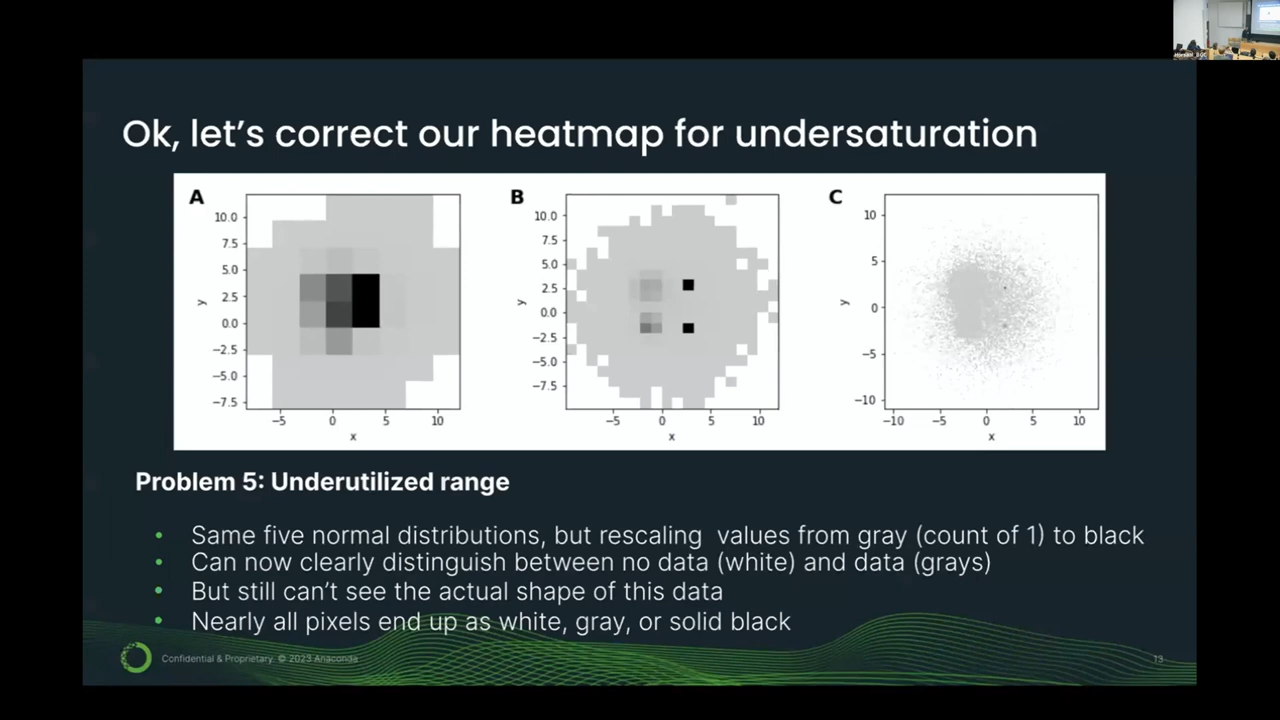 Ok, let's correct our heatmap for undersaturation
A
10.0
7.5
5.0
2.5
0.0
−2.5
−5.0
−7.5
y
−5
0
5
10
x
B
10.0
7.5
5.0
2.5
0.0
−2.5
−5.0
−7.5
y
−5
0
5
10
x
C
10
5
0
−5
−10
y
−10
−5
0
5
10
x
Problem 5: Underutilized range
• Same five normal distributions, but rescaling values from gray (count of 1) to black
• Can now clearly distinguish between no data (white) and data (grays)
• But still can't see the actual shape of this data
• Nearly all pixels end up as white, gray, or solid black
Confidential & Proprietary. © 2023 Anaconda
13